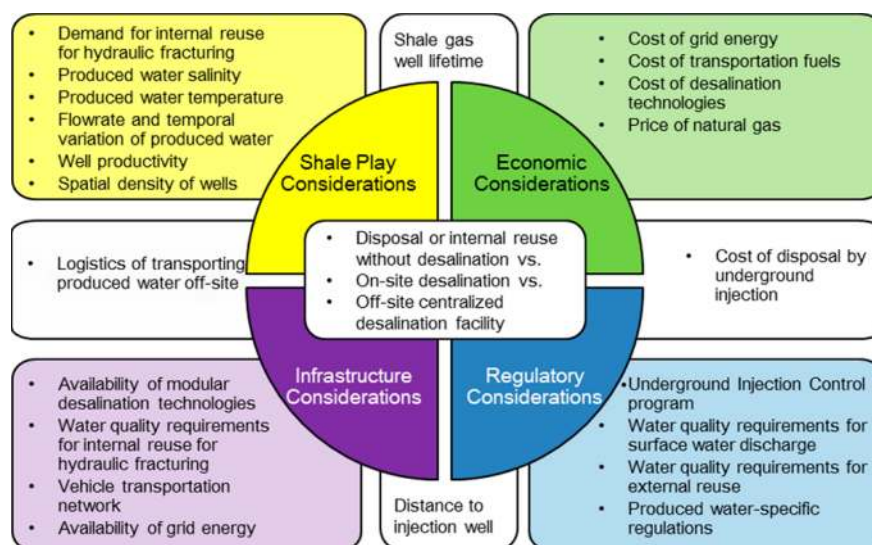 • Demand for internal reuse
for hydraulic fracturing
• Produced water salinity
• Produced water temperature
• Flowrate and temporal
variation of produced water
• Well productivity
• Spatial density of wells
Shale gas
well lifetime
• Cost of grid energy
• Cost of transportation fuels
• Cost of desalination
technologies
• Price of natural gas
Shale Play
Considerations
Economic
Considerations
• Logistics of transporting
produced water off-site
• Disposal or internal reuse
without desalination vs.
• On-site desalination vs.
• Off-site centralized
desalination facility
• Cost of disposal by
underground
injection
Infrastructure
Considerations
Regulatory
Considerations
• Availability of modular
desalination technologies
• Water quality requirements
for internal reuse for
hydraulic fracturing
• Vehicle transportation
network
• Availability of grid energy
Distance to
injection well
•Underground Injection Control
program
• Water quality requirements for
surface water discharge
• Water quality requirements for
external reuse
• Produced water-specific
regulations